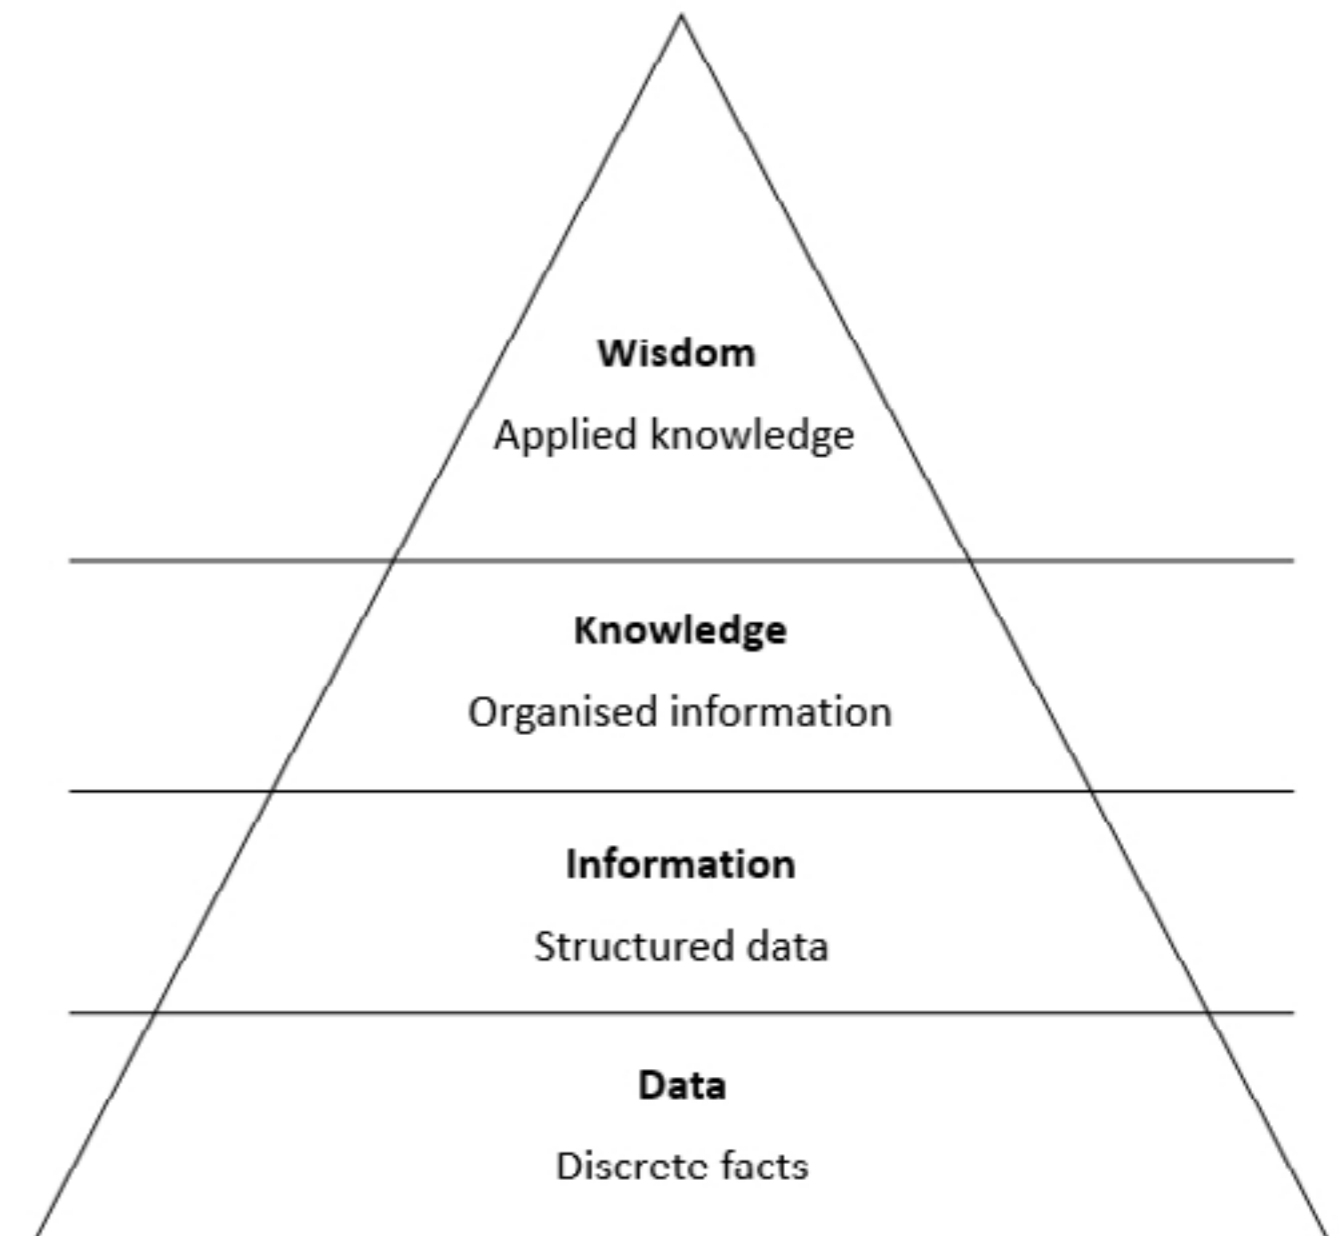 Wisdom
Applied knowledge
Knowledge
Organised information
Information
Structured data
Data
Discrete facts